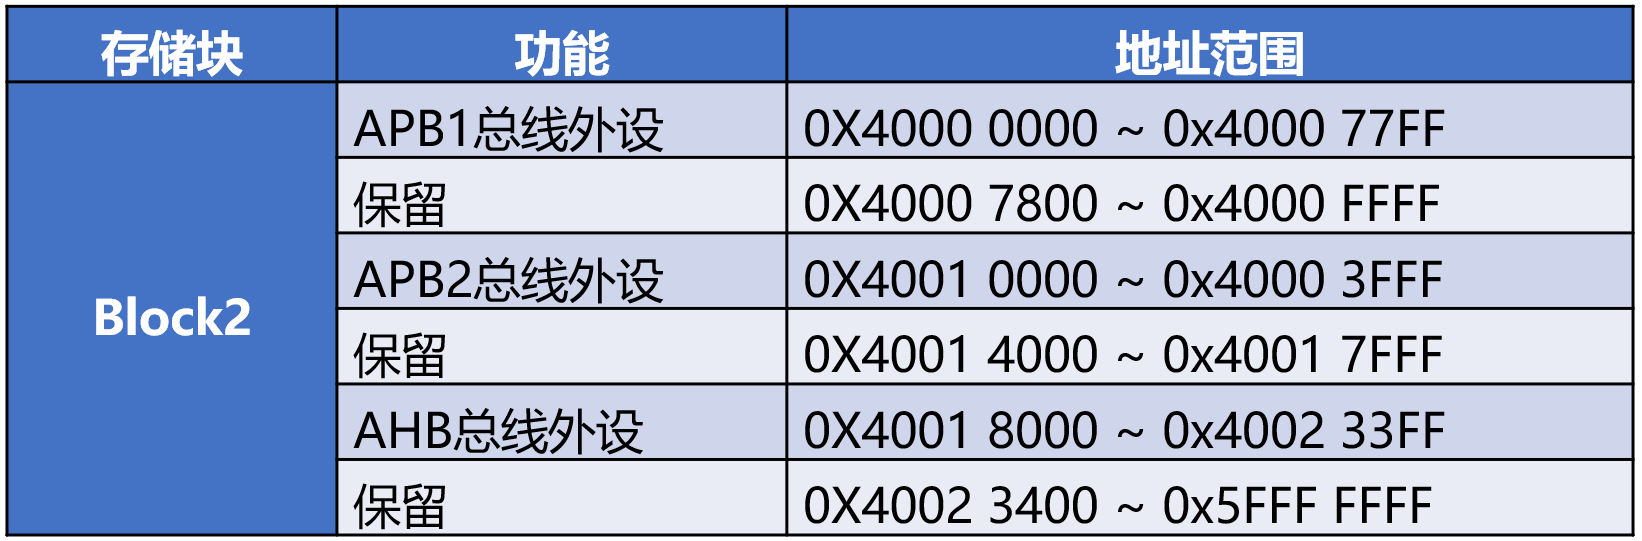 存储块 功能 地址范围
Block2
APB1总线外设 0X4000 0000 ~ 0x4000 77FF
保留 0X4000 7800 ~ 0x4000 FFFF
APB2总线外设 0X4001 0000 ~ 0x4000 3FFF
保留 0X4001 4000 ~ 0x4001 7FFF
AHB总线外设 0X4001 8000 ~ 0x4002 33FF
保留 0X4002 3400 ~ 0x5FFF FFFF